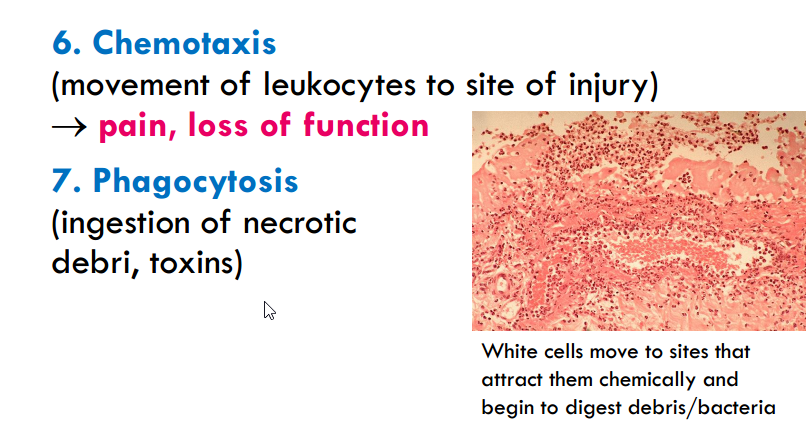 6. Chemotaxis
(movement of leukocytes to site of injury)
→ pain, loss of function
7. Phagocytosis
(ingestion of necrotic
debri, toxins)
White cells move to sites that
attract them chemically and
begin to digest debris/bacteria